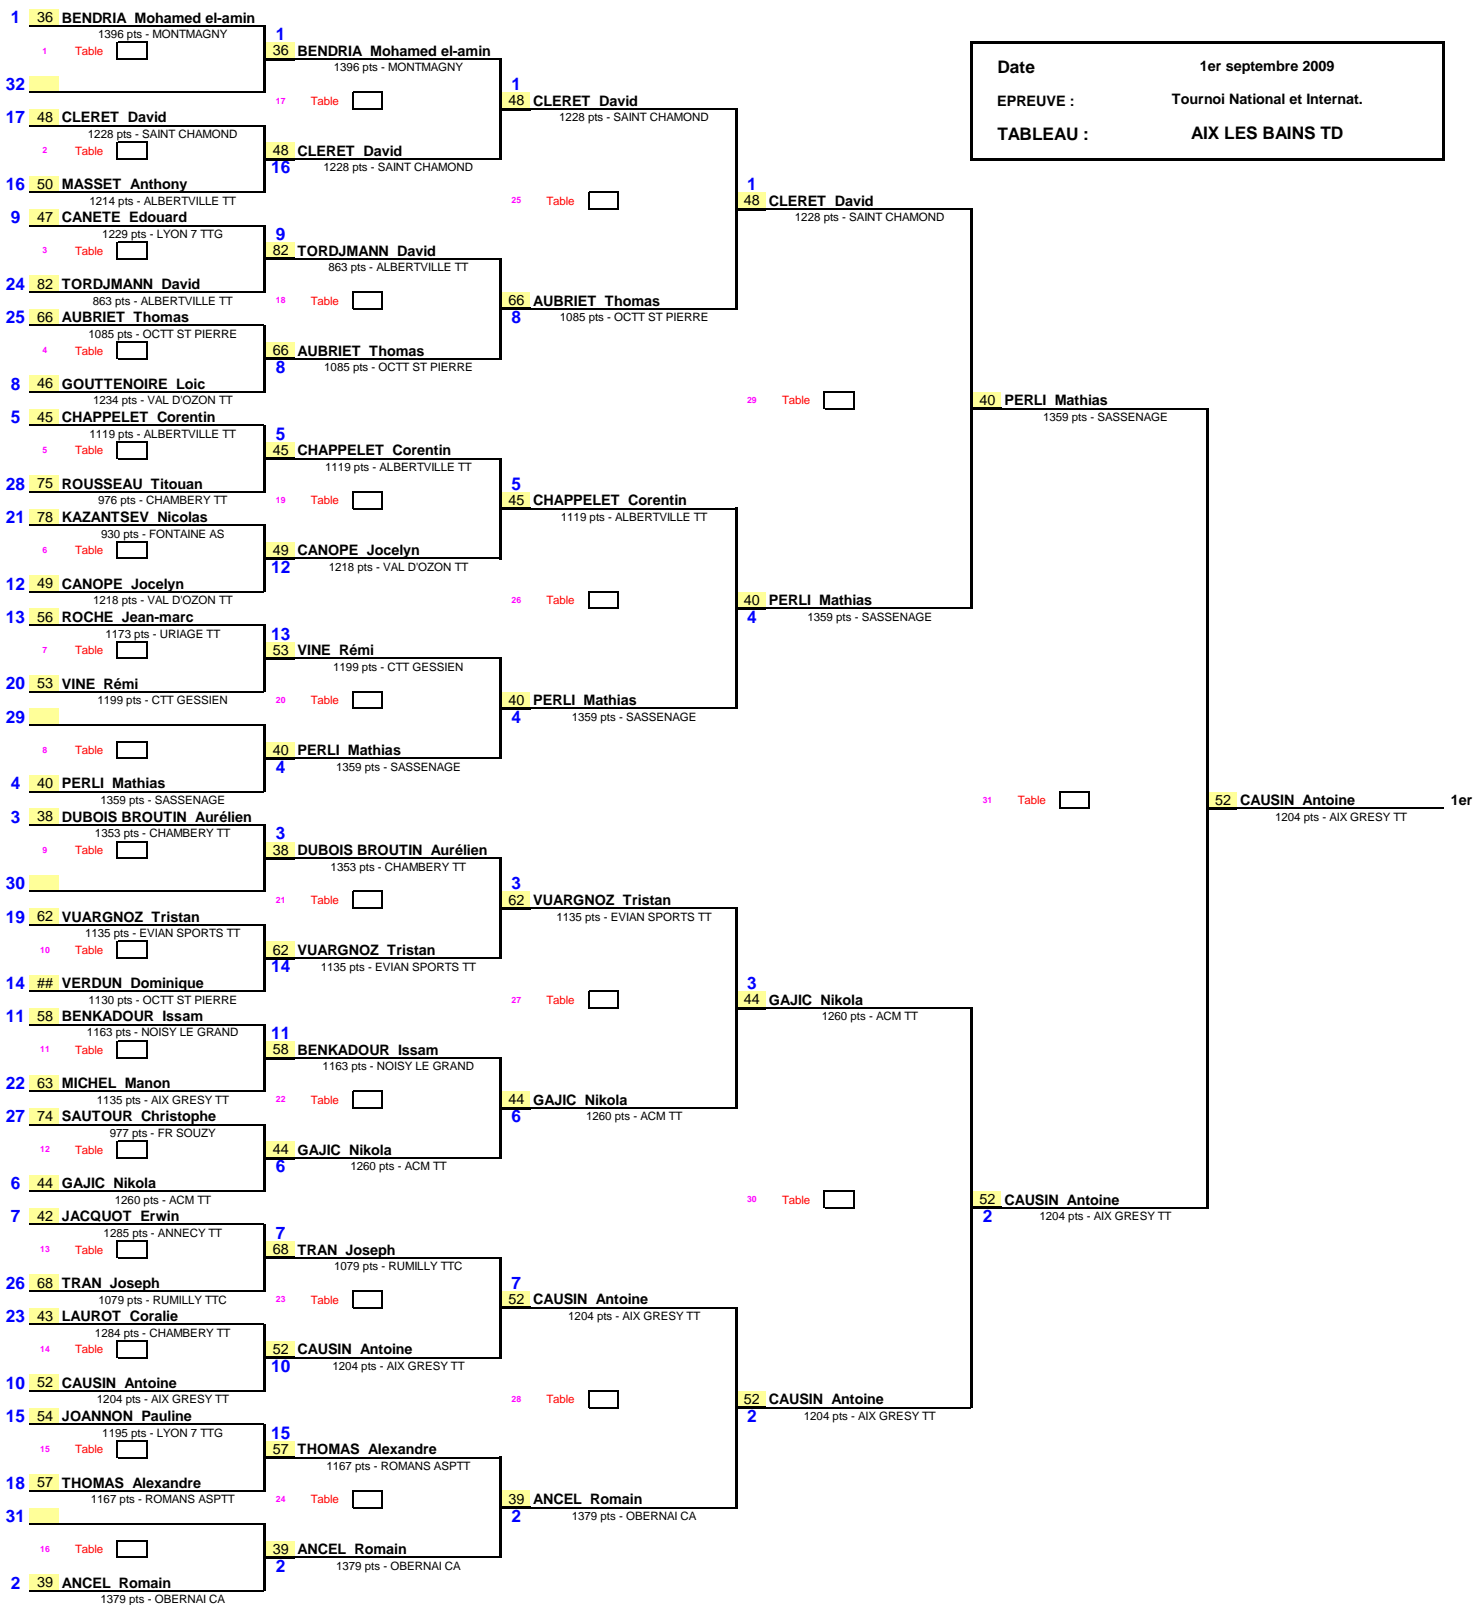 Date 1er septembre 2009
EPREUVE : Tournoi National et Internat.
TABLEAU : AIX LES BAINS TD
1 36 BENDRIA Mohamed el-amin
1396 pts - MONTMAGNY
1 Table
32
17 48 CLERET David
1228 pts - SAINT CHAMOND
2 Table
16 50 MASSET Anthony
1214 pts - ALBERTVILLE TT
9 47 CANETE Edouard
1229 pts - LYON 7 TTG
3 Table
24 82 TORDJMANN David
863 pts - ALBERTVILLE TT
25 66 AUBRIET Thomas
1085 pts - OCTT ST PIERRE
4 Table
8 46 GOUTTENOIRE Loic
1234 pts - VAL D'OZON TT
5 45 CHAPPELET Corentin
1119 pts - ALBERTVILLE TT
5 Table
28 75 ROUSSEAU Titouan
976 pts - CHAMBERY TT
21 78 KAZANTSEV Nicolas
930 pts - FONTAINE AS
6 Table
12 49 CANOPE Jocelyn
1218 pts - VAL D'OZON TT
13 56 ROCHE Jean-marc
1173 pts - URIAGE TT
7 Table
20 53 VINE Rémi
1199 pts - CTT GESSIEN
29
8 Table
4 40 PERLI Mathias
1359 pts - SASSENAGE
3 38 DUBOIS BROUTIN Aurélien
1353 pts - CHAMBERY TT
9 Table
30
19 62 VUARGNOZ Tristan
1135 pts - EVIAN SPORTS TT
10 Table
14 ## VERDUN Dominique
1130 pts - OCTT ST PIERRE
11 58 BENKADOUR Issam
1163 pts - NOISY LE GRAND
11 Table
22 63 MICHEL Manon
1135 pts - AIX GRESY TT
27 74 SAUTOUR Christophe
977 pts - FR SOUZY
12 Table
6 44 GAJIC Nikola
1260 pts - ACM TT
7 42 JACQUOT Erwin
1285 pts - ANNECY TT
13 Table
26 68 TRAN Joseph
1079 pts - RUMILLY TTC
23 43 LAUROT Coralie
1284 pts - CHAMBERY TT
14 Table
10 52 CAUSIN Antoine
1204 pts - AIX GRESY TT
15 54 JOANNON Pauline
1195 pts - LYON 7 TTG
15 Table
18 57 THOMAS Alexandre
1167 pts - ROMANS ASPTT
31
16 Table
2 39 ANCEL Romain
1379 pts - OBERNAI CA
1
36 BENDRIA Mohamed el-amin
1396 pts - MONTMAGNY
17 Table
48 CLERET David
16 1228 pts - SAINT CHAMOND
9
82 TORDJMANN David
863 pts - ALBERTVILLE TT
18 Table
66 AUBRIET Thomas
8 1085 pts - OCTT ST PIERRE
5
45 CHAPPELET Corentin
1119 pts - ALBERTVILLE TT
19 Table
49 CANOPE Jocelyn
12 1218 pts - VAL D'OZON TT
13
53 VINE Rémi
1199 pts - CTT GESSIEN
20 Table
40 PERLI Mathias
4 1359 pts - SASSENAGE
3
38 DUBOIS BROUTIN Aurélien
1353 pts - CHAMBERY TT
21 Table
62 VUARGNOZ Tristan
14 1135 pts - EVIAN SPORTS TT
11
58 BENKADOUR Issam
1163 pts - NOISY LE GRAND
22 Table
44 GAJIC Nikola
6 1260 pts - ACM TT
7
68 TRAN Joseph
1079 pts - RUMILLY TTC
23 Table
52 CAUSIN Antoine
10 1204 pts - AIX GRESY TT
15
57 THOMAS Alexandre
1167 pts - ROMANS ASPTT
24 Table
39 ANCEL Romain
2 1379 pts - OBERNAI CA
1
48 CLERET David
1228 pts - SAINT CHAMOND
25 Table
66 AUBRIET Thomas
8 1085 pts - OCTT ST PIERRE
5
45 CHAPPELET Corentin
1119 pts - ALBERTVILLE TT
26 Table
40 PERLI Mathias
4 1359 pts - SASSENAGE
3
62 VUARGNOZ Tristan
1135 pts - EVIAN SPORTS TT
27 Table
44 GAJIC Nikola
6 1260 pts - ACM TT
7
52 CAUSIN Antoine
1204 pts - AIX GRESY TT
28 Table
39 ANCEL Romain
2 1379 pts - OBERNAI CA
1
48 CLERET David
1228 pts - SAINT CHAMOND
29 Table
40 PERLI Mathias
4 1359 pts - SASSENAGE
3
44 GAJIC Nikola
1260 pts - ACM TT
30 Table
52 CAUSIN Antoine
2 1204 pts - AIX GRESY TT
40 PERLI Mathias
1359 pts - SASSENAGE
31 Table
52 CAUSIN Antoine
2 1204 pts - AIX GRESY TT
52 CAUSIN Antoine 1er
1204 pts - AIX GRESY TT